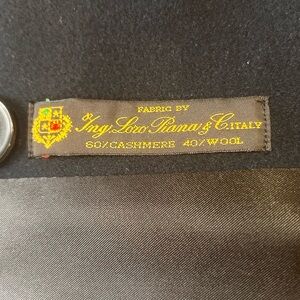 FABRIC BY
Ing. Loro Piana & C. ITALY
60% CASHMERE 40% WOOL